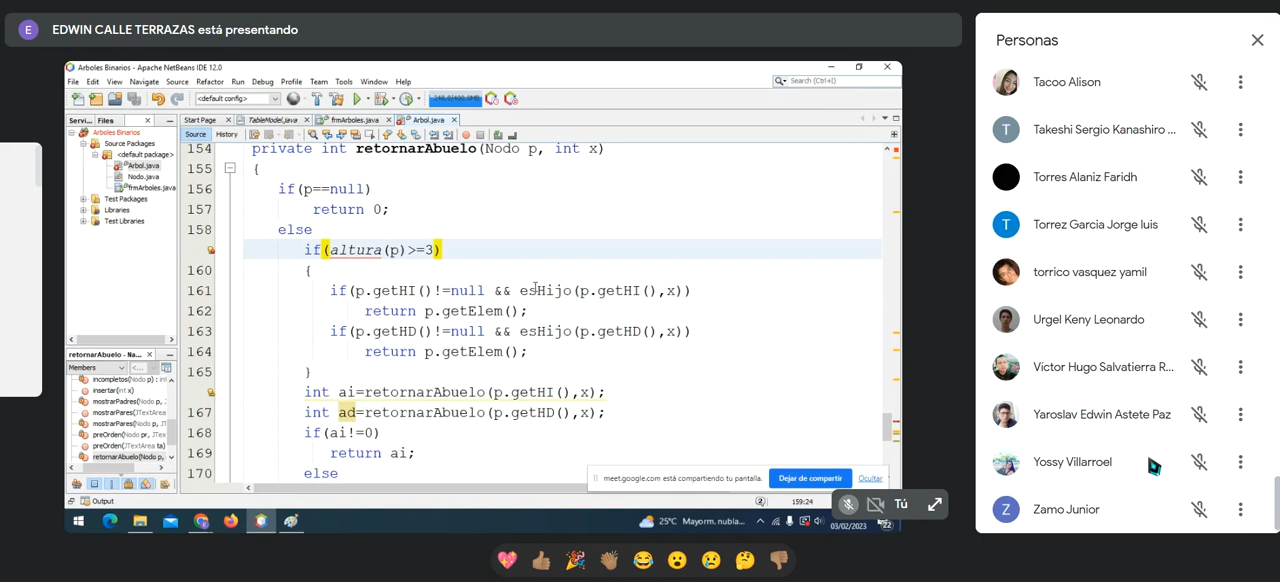 E EDWIN CALLE TERRAZAS está presentando
Arboles Binarios - Apache NetBeans IDE 12.0
File Edit View Navigate Source Refactor Run Debug Profile Team Tools Window Help
Search (Ctrl+I)
<default config>
Servi... Files
Start Page TableModel.java frmArboles.java Arbol.java
Source History
Arboles Binarios
Source Packages
<default package>
Arbol.java
Nodo.java
frmArboles.java
Test Packages
Libraries
Test Libraries
154 private int retornarAbuelo(Nodo p, int x)
155 {
156 if(p==null)
157 return 0;
158 else
if(altura(p)>=3)
160 {
161 if(p.getHI()!=null && esHijo(p.getHI(),x))
162 return p.getElem();
163 if(p.getHD()!=null && esHijo(p.getHD(),x))
164 return p.getElem();
165 }
int ai=retornarAbuelo(p.getHI(),x);
167 int ad=retornarAbuelo(p.getHD(),x);
168 if(ai!=0)
169 return ai;
170 else
retornarAbuelo - Na...
Members
incompletos(Nodo p) : int
insertar(int x)
mostrarPadres(Nodo p,
mostrarPares(JTextArea
mostrarPares(Nodo p, J
preOrden(Nodo pr, JTex
preOrden(JTextArea ta)
retornarAbuelo(Nodo p,
Output
159:24
meet.google.com está compartiendo tu pantalla.
Dejar de compartir
Ocultar
Tú
25°C Mayorm. nubla...
03/02/2023
22
Personas
Tacoo Alison
T Takeshi Sergio Kanashiro ...
Torres Alaniz Faridh
T Torrez Garcia Jorge luis
torrico vasquez yamil
Urgel Keny Leonardo
Víctor Hugo Salvatierra R...
Yaroslav Edwin Astete Paz
Yossy Villarroel
Z Zamo Junior